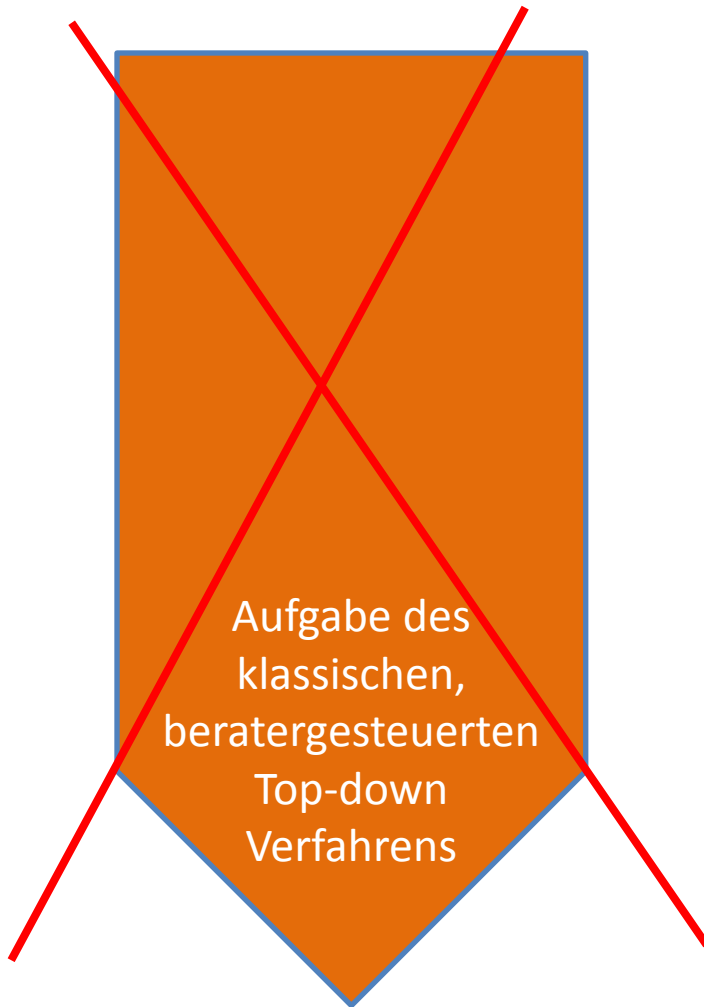 Aufgabe des
klassischen,
beratergesteuerten
Top-down
Verfahrens